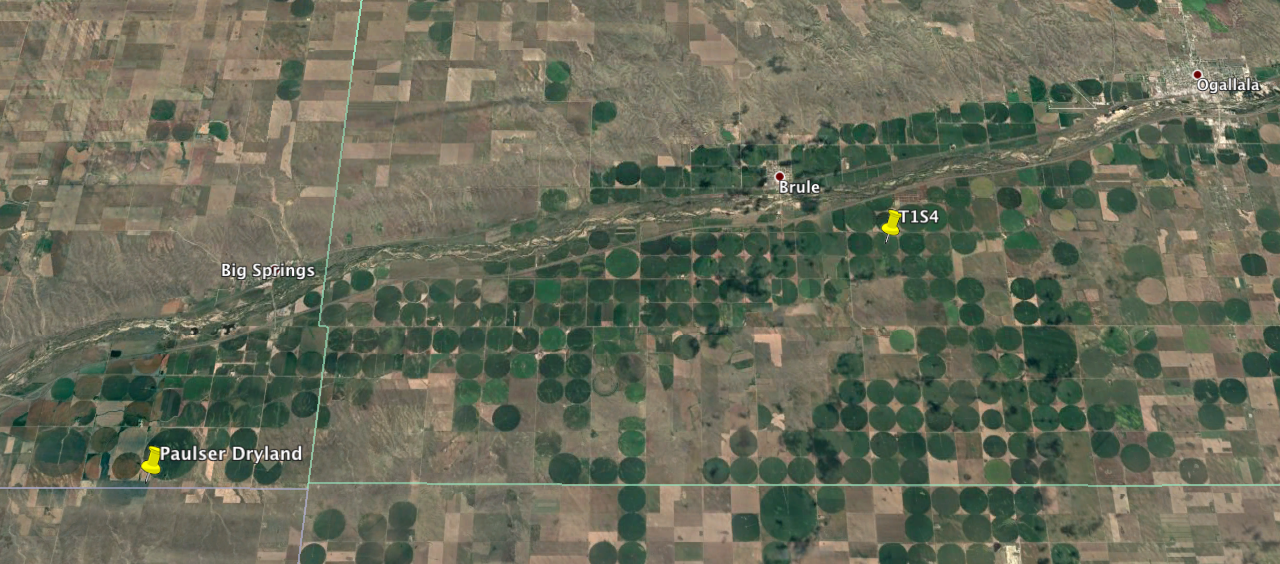 Ogallala
Brule
T1S4
Big Springs
Paulser Dryland